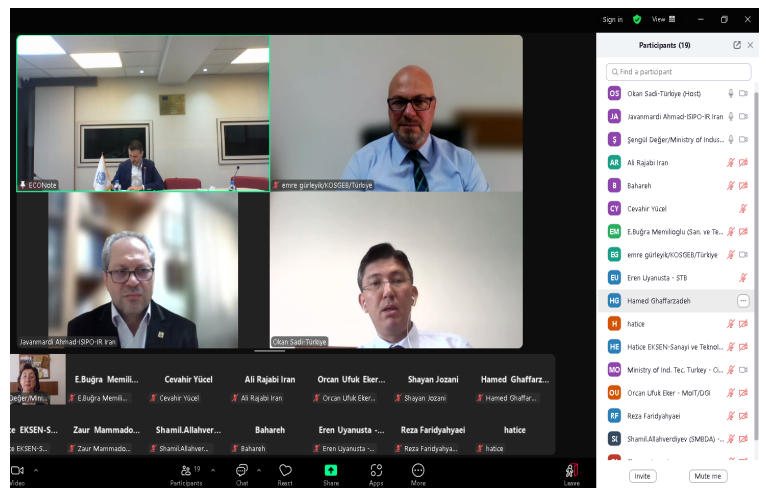 Sign in
View
Participants (19)
Find a participant
OS Okan Sadi-Türkiye (Host)
JA Javanmardi Ahmad-ISIPO-IR Iran
Ş Şengül Değer/Ministry of Indus...
AR Ali Rajabi Iran
B Bahareh
CY Cevahir Yücel
EM E.Buğra Memilioglu (San. ve Te...
EG emre gürleyik/KOSGEB/Türkiye
EU Eren Uyanusta - STB
HG Hamed Ghaffarzadeh
H hatice
HE Hatice EKSEN-Sanayi ve Teknol...
MO Ministry of Ind. Tec. Turkey - Ci...
OU Orcan Ufuk Eker - MoIT/DGI
RF Reza Faridyahyaei
SI Shamil.Allahverdiyev (SMBDA) -...
Invite
Mute me
ECONote
emre gürleyik/KOSGEB/Türkiye
Javanmardi Ahmad-ISIPO-IR Iran
Okan Sadi-Türkiye
Değer/Min...
E.Buğra Memili...
Cevahir Yücel
Ali Rajabi Iran
Orcan Ufuk Eker...
Shayan Jozani
Hamed Ghaffarz...
E.Buğra Memili...
Cevahir Yücel
Ali Rajabi Iran
Orcan Ufuk Eker...
Shayan Jozani
Hamed Ghaffar...
e EKSEN-S...
Zaur Mammado...
Shamil.Allahver...
Bahareh
Eren Uyanusta -...
Reza Faridyahyaei
hatice
ce EKSEN-S...
Zaur Mammado...
Shamil.Allahver...
Bahareh
Eren Uyanusta -...
Reza Faridyahya...
hatice
Video
19
Participants
Chat
React
Share
Apps
More
Leave